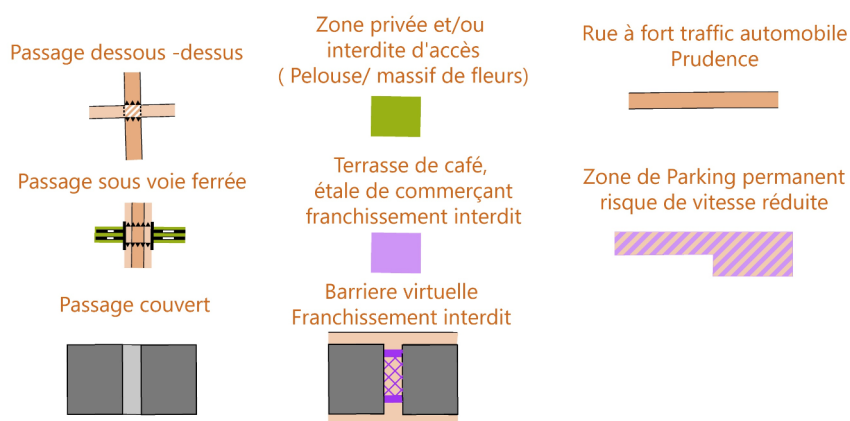 Passage dessous -dessus
Passage sous voie ferrée
Passage couvert
Zone privée et/ou
interdite d'accès
( Pelouse/ massif de fleurs)
Terrasse de café,
étale de commerçant
franchissement interdit
Barriere virtuelle
Franchissement interdit
Rue à fort traffic automobile
Prudence
Zone de Parking permanent
risque de vitesse réduite